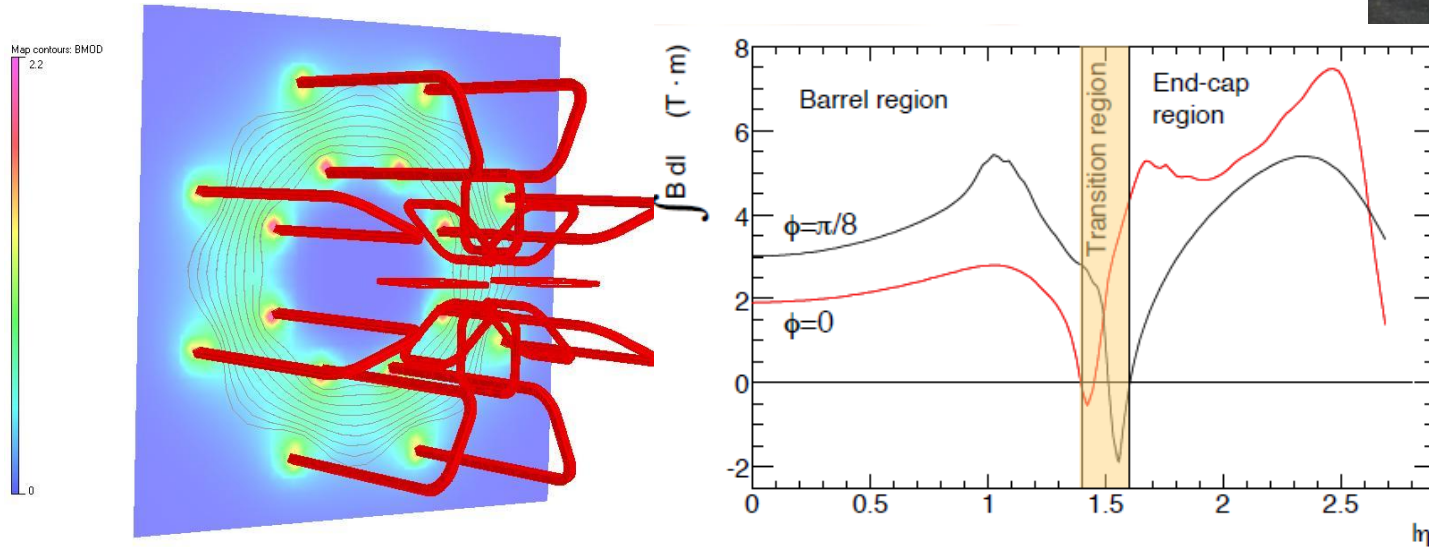 Map contours: BMOD
2.2
0
∫ B dl (T · m)
8
6
4
2
0
-2
Barrel region
Transition region
End-cap
region
ϕ=π/8
ϕ=0
0
0.5
1
1.5
2
2.5
|η